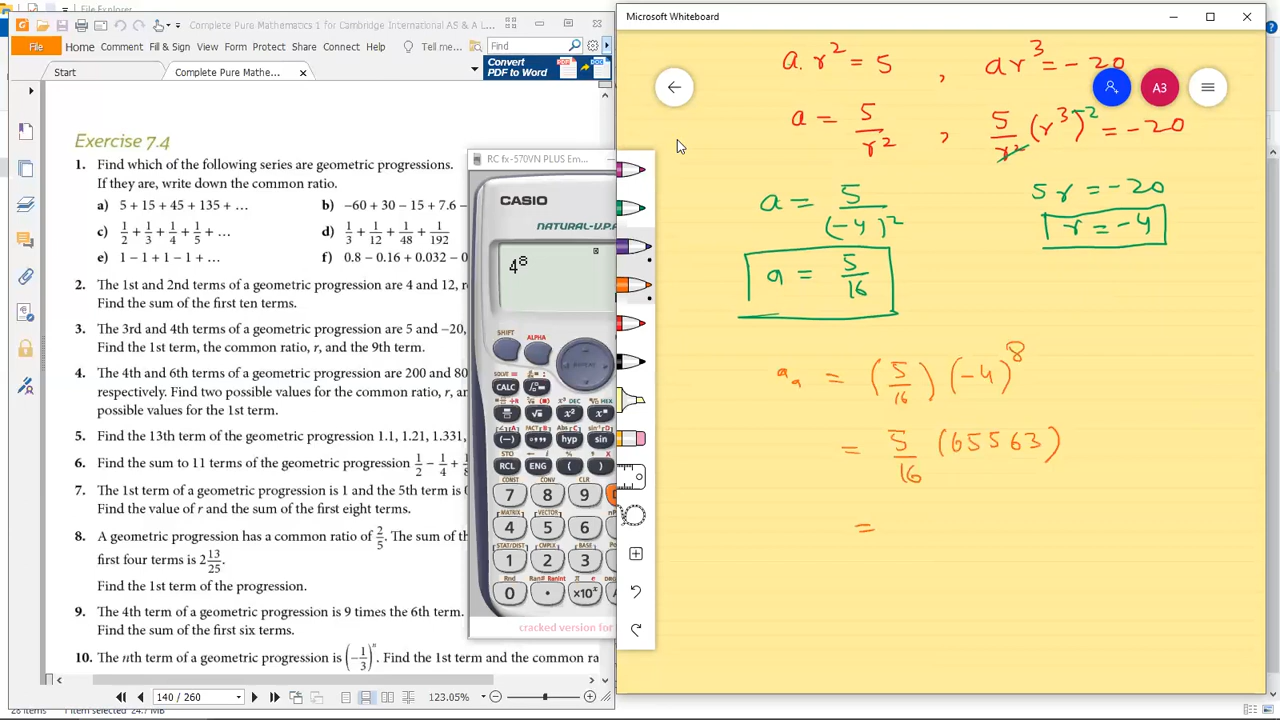 Complete Pure Mathematics 1 for Cambridge International AS & A L
File Home Comment Fill & Sign View Form Protect Share Connect Help Tell me... Find
Start Complete Pure Mathe...
Convert
PDF to Word
Exercise 7.4
1. Find which of the following series are geometric progressions.
If they are, write down the common ratio.
a) 5 + 15 + 45 + 135 + … b) −60 + 30 − 15 + 7.6 −
c) 1/2 + 1/3 + 1/4 + 1/5 + … d) 1/3 + 1/12 + 1/48 + 1/192
e) 1 − 1 + 1 − 1 + … f) 0.8 − 0.16 + 0.032 − 0
2. The 1st and 2nd terms of a geometric progression are 4 and 12, r
Find the sum of the first ten terms.
3. The 3rd and 4th terms of a geometric progression are 5 and −20,
Find the 1st term, the common ratio, r, and the 9th term.
4. The 4th and 6th terms of a geometric progression are 200 and 80
respectively. Find two possible values for the common ratio, r, an
possible values for the 1st term.
5. Find the 13th term of the geometric progression 1.1, 1.21, 1.331,
6. Find the sum to 11 terms of the geometric progression 1/2 − 1/4 + 1/8
7. The 1st term of a geometric progression is 1 and the 5th term is
Find the value of r and the sum of the first eight terms.
8. A geometric progression has a common ratio of 2/5. The sum of th
first four terms is 2 13/25.
Find the 1st term of the progression.
9. The 4th term of a geometric progression is 9 times the 6th term.
Find the sum of the first six terms.
10. The nth term of a geometric progression is (−1/3)ⁿ. Find the 1st term and the common ra
140 / 260 123.05%
1 item selected 24.7 MB
RC fx-570VN PLUS Em...
CASIO
NATURAL-V.P.A
4⁸
SHIFT ALPHA
CALC
hyp sin
RCL ENG ( )
7 8 9
4 5 6
1 2 3
0 • ×10ˣ
cracked version for
Microsoft Whiteboard
A3
a. r² = 5 , ar³ = −20
a = 5/r² , 5/r² (r³) = −20
a = 5/(−4)² 5r = −20
r = −4
a = 5/16
= (5/16) (−4)⁸
= 5/16 (65563)
=